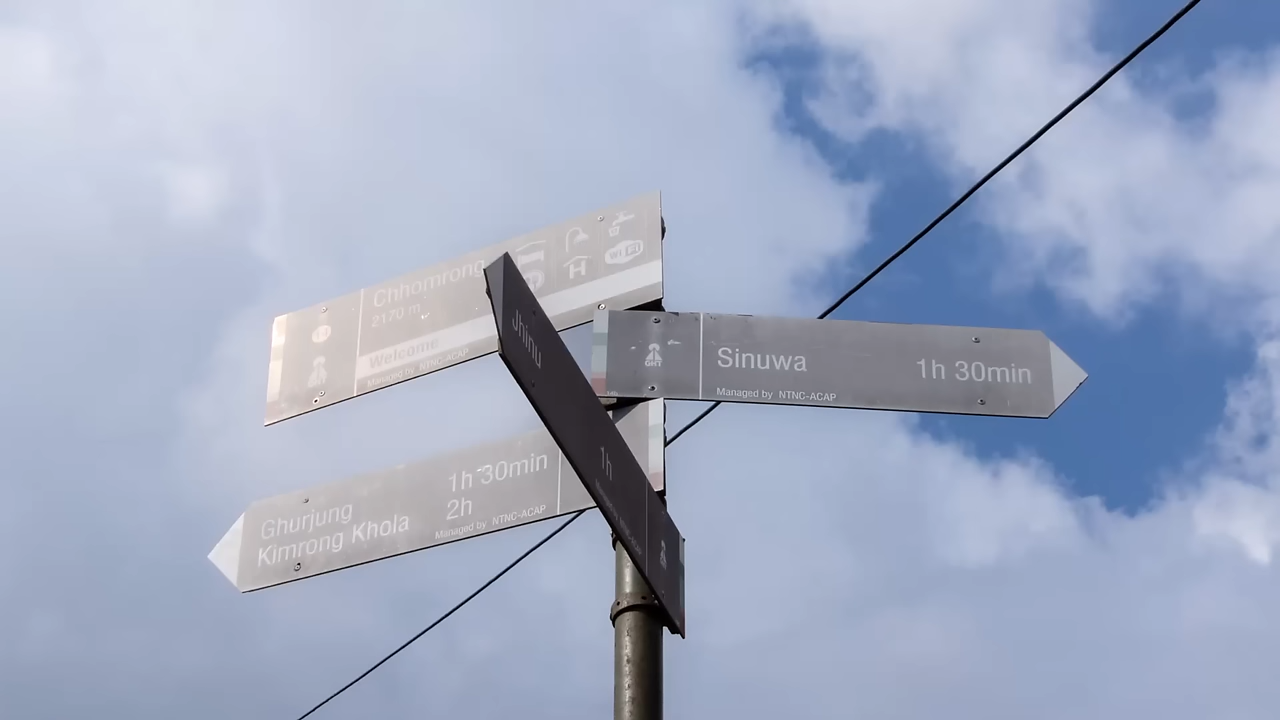 Chhomrong
2170 m
Welcome
Managed by NTNC-ACAP
H
Wi Fi
Jhinu
1h
GHT
Sinuwa 1h 30min
Managed by NTNC-ACAP
Ghurjung 1h 30min
Kimrong Khola 2h
Managed by NTNC-ACAP